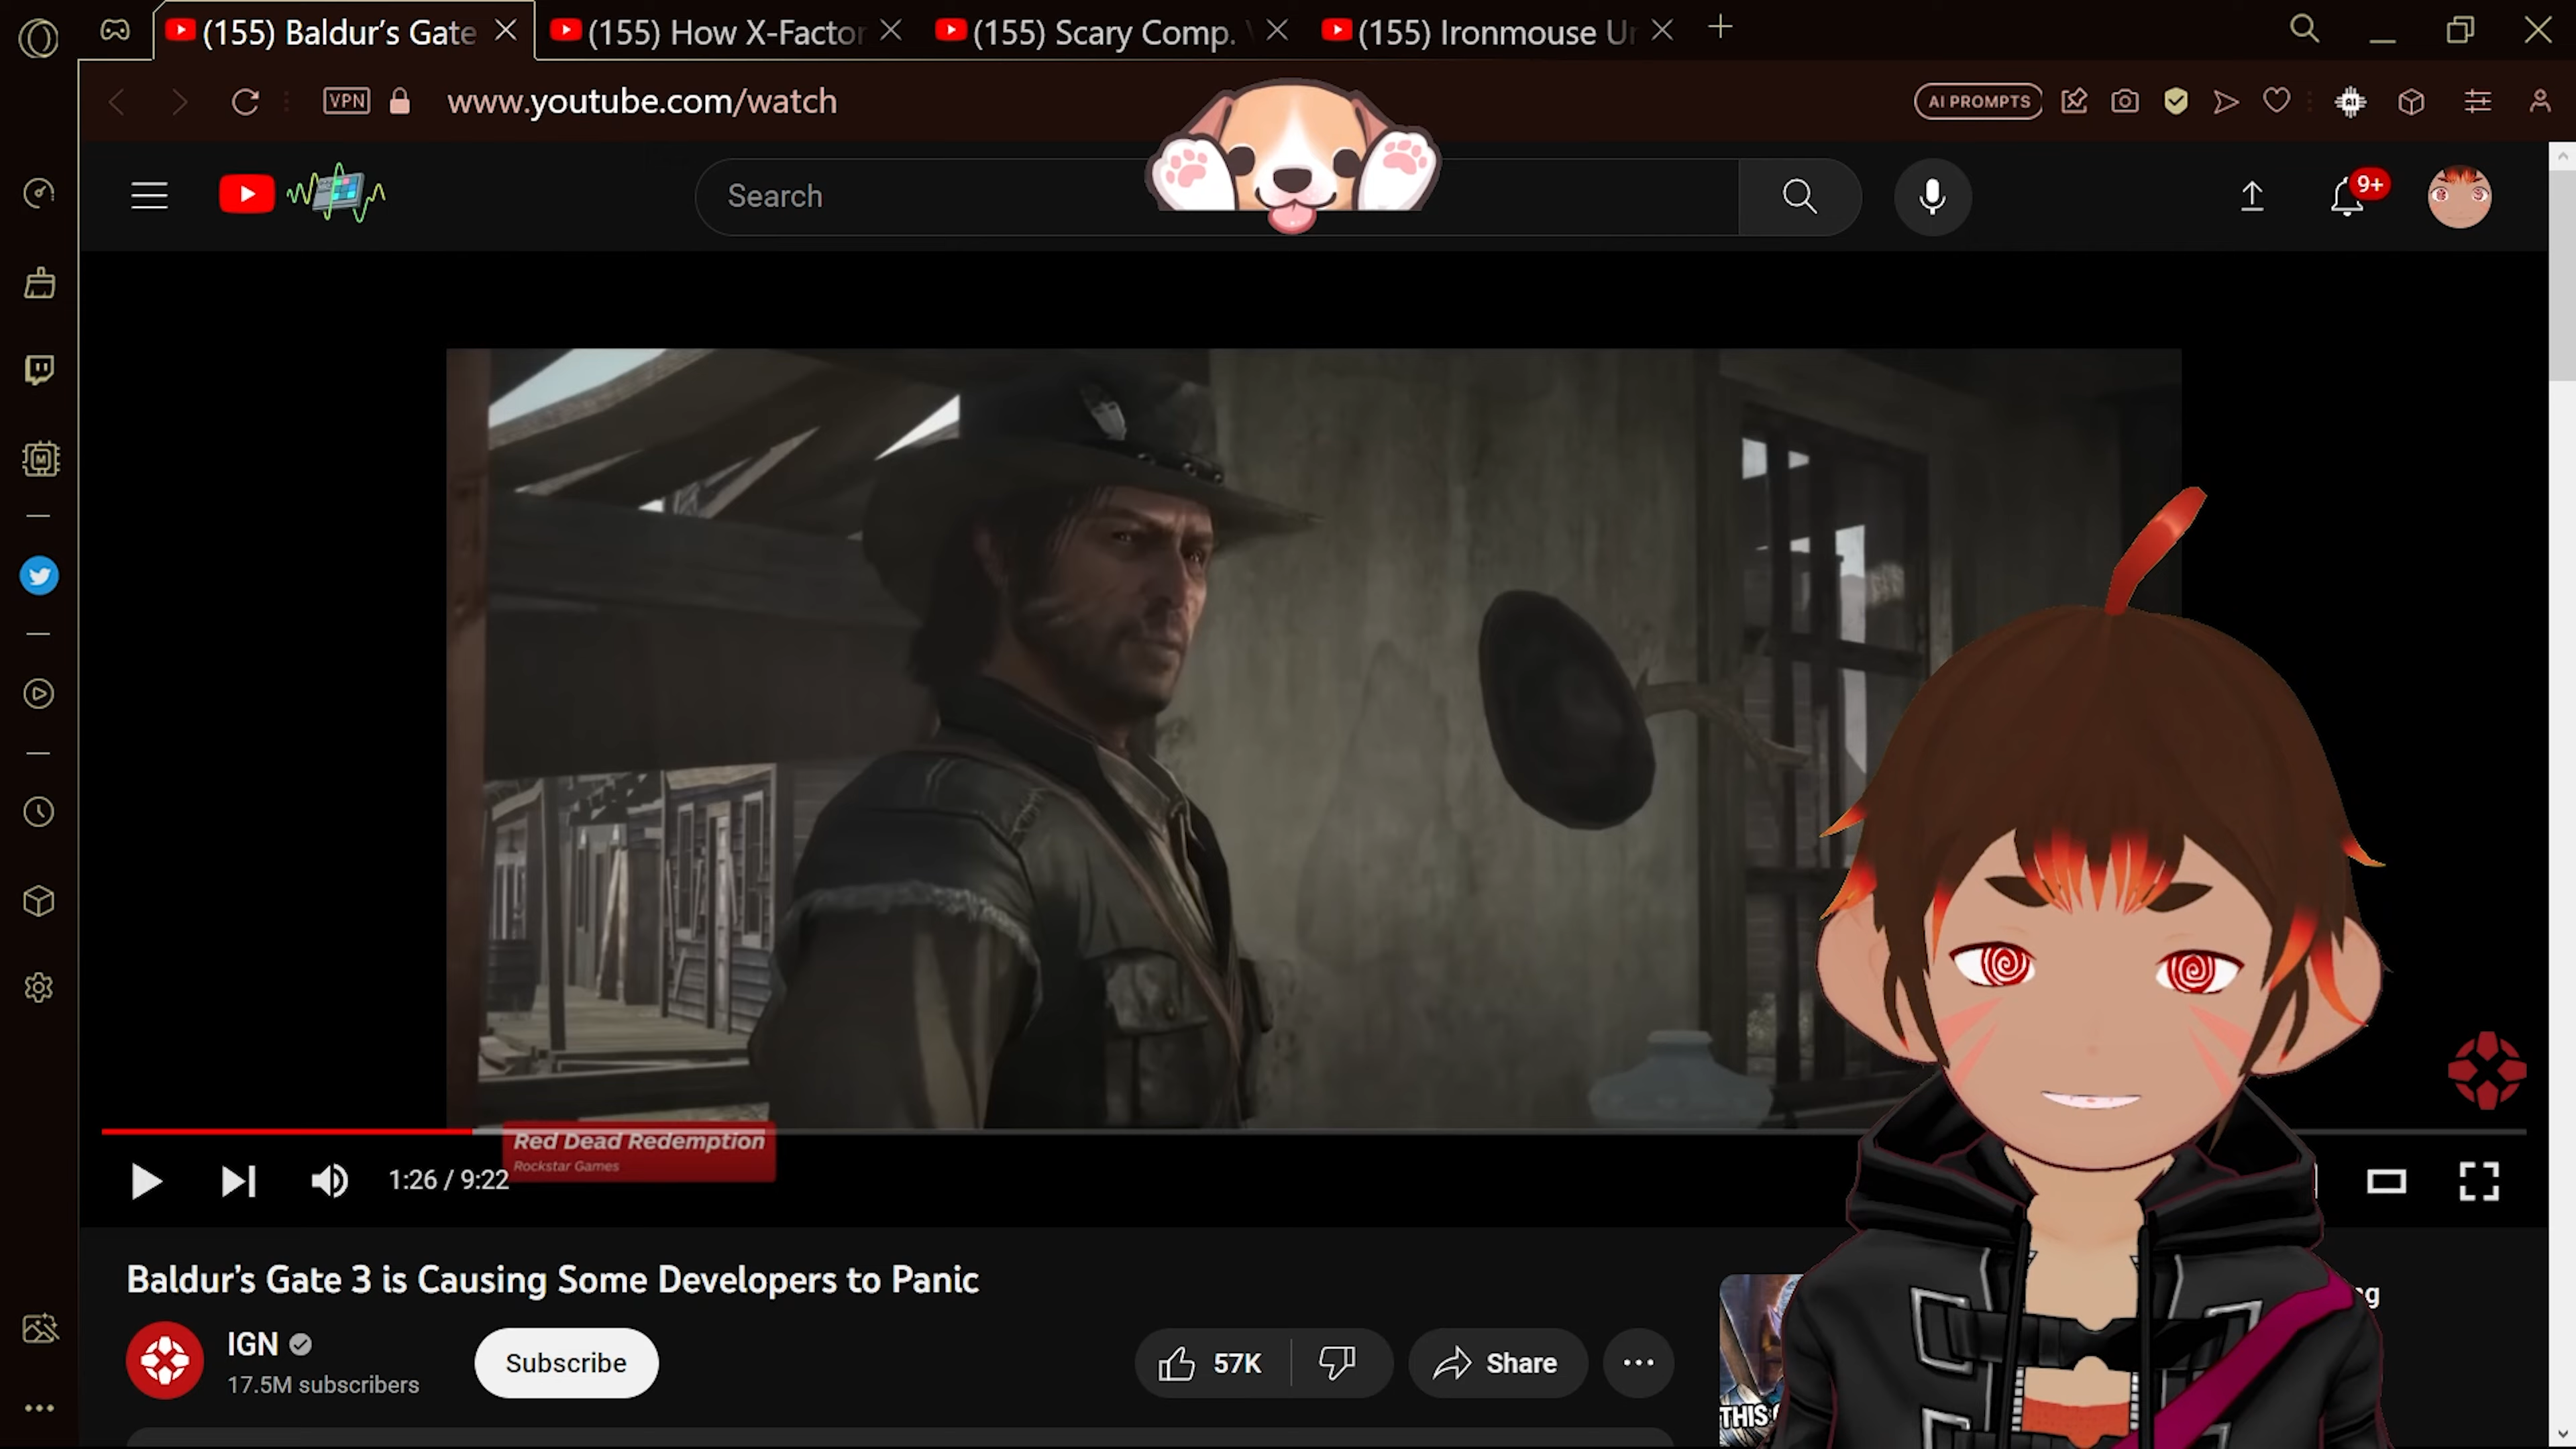 (155) Baldur's Gate
(155) How X-Factor
(155) Scary Comp.
(155) Ironmouse
VPN
www.youtube.com/watch
AI PROMPTS
AI
Search
9+
M
Red Dead Redemption
Rockstar Games
1:26 / 9:22
Baldur's Gate 3 is Causing Some Developers to Panic
IGN
17.5M subscribers
Subscribe
57K
Share
THIS